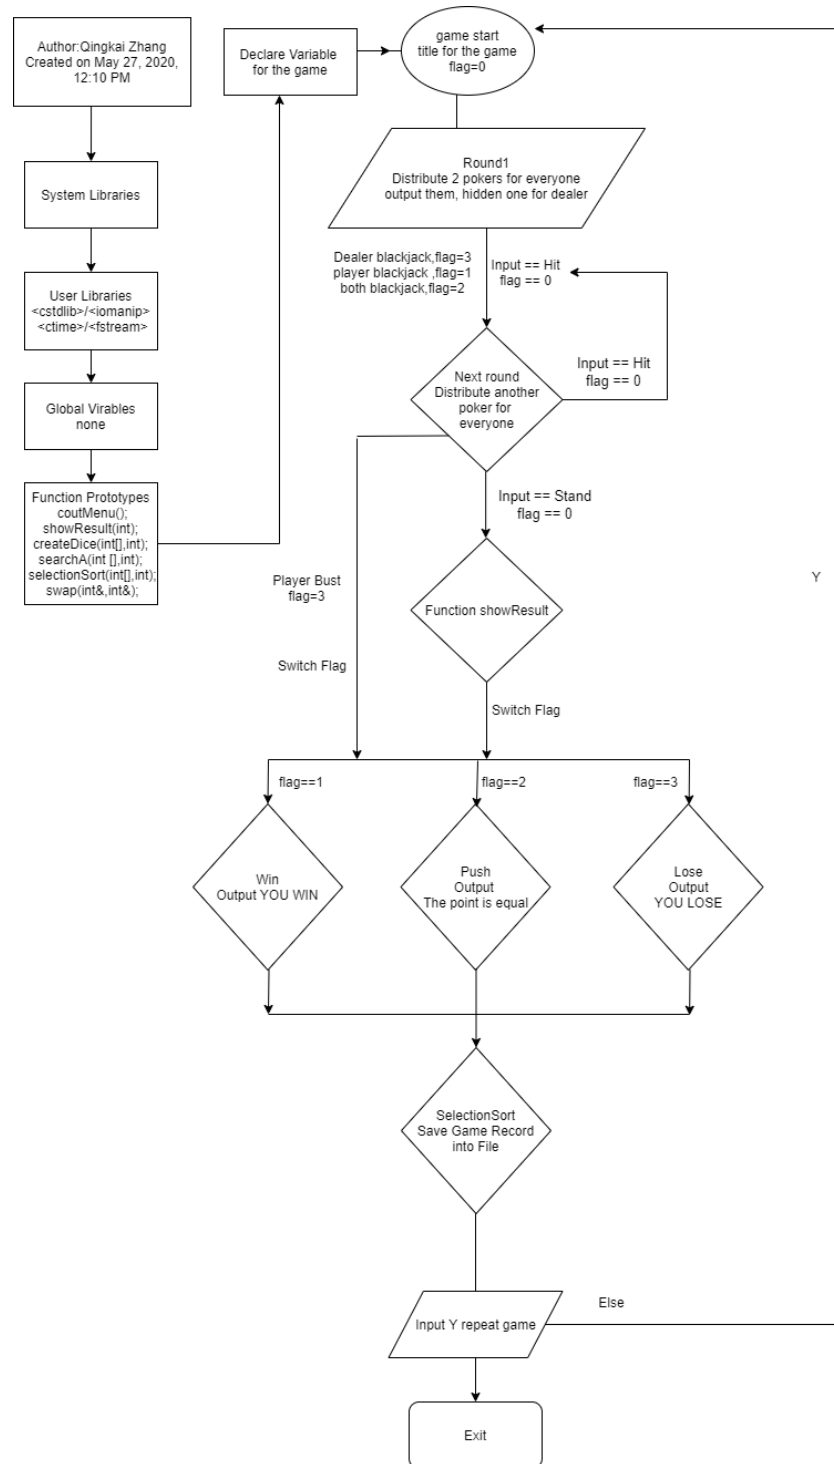 Author:Qingkai Zhang
Created on May 27, 2020,
12:10 PM
System Libraries
User Libraries
<cstdlib>/<iomanip>
<ctime>/<fstream>
Global Virables
none
Function Prototypes
coutMenu();
showResult(int);
createDice(int[],int);
searchA(int [],int);
selectionSort(int[],int);
swap(int&,int&);
Declare Variable
for the game
game start
title for the game
flag=0
Round1
Distribute 2 pokers for everyone
output them, hidden one for dealer
Dealer blackjack,flag=3
player blackjack ,flag=1
both blackjack,flag=2
Input == Hit
flag == 0
Next round
Distribute another
poker for
everyone
Input == Hit
flag == 0
Input == Stand
flag == 0
Player Bust
flag=3
Switch Flag
Function showResult
Switch Flag
Y
flag==1
flag==2
flag==3
Win
Output YOU WIN
Push
Output
The point is equal
Lose
Output
YOU LOSE
SelectionSort
Save Game Record
into File
Input Y repeat game
Else
Exit